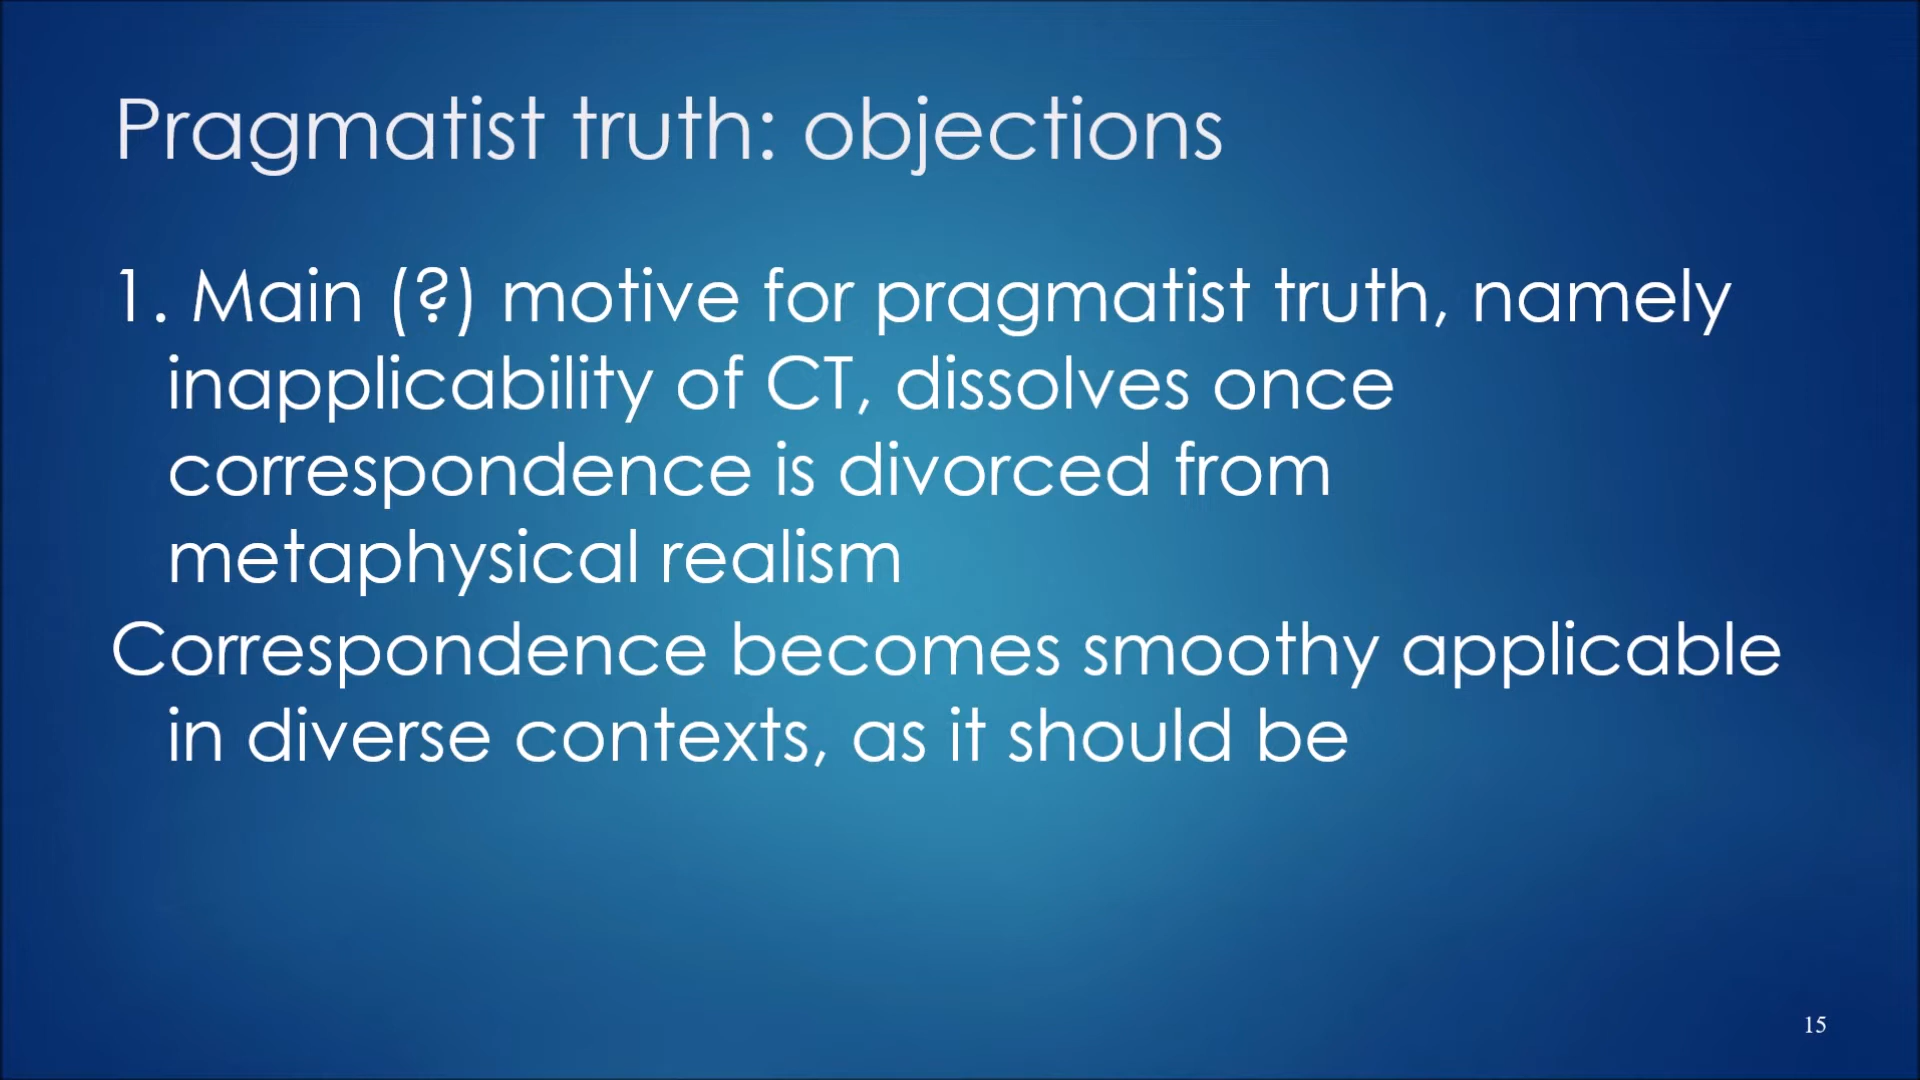 Pragmatist truth: objections
1. Main (?) motive for pragmatist truth, namely
inapplicability of CT, dissolves once
correspondence is divorced from
metaphysical realism
Correspondence becomes smoothy applicable
in diverse contexts, as it should be
15